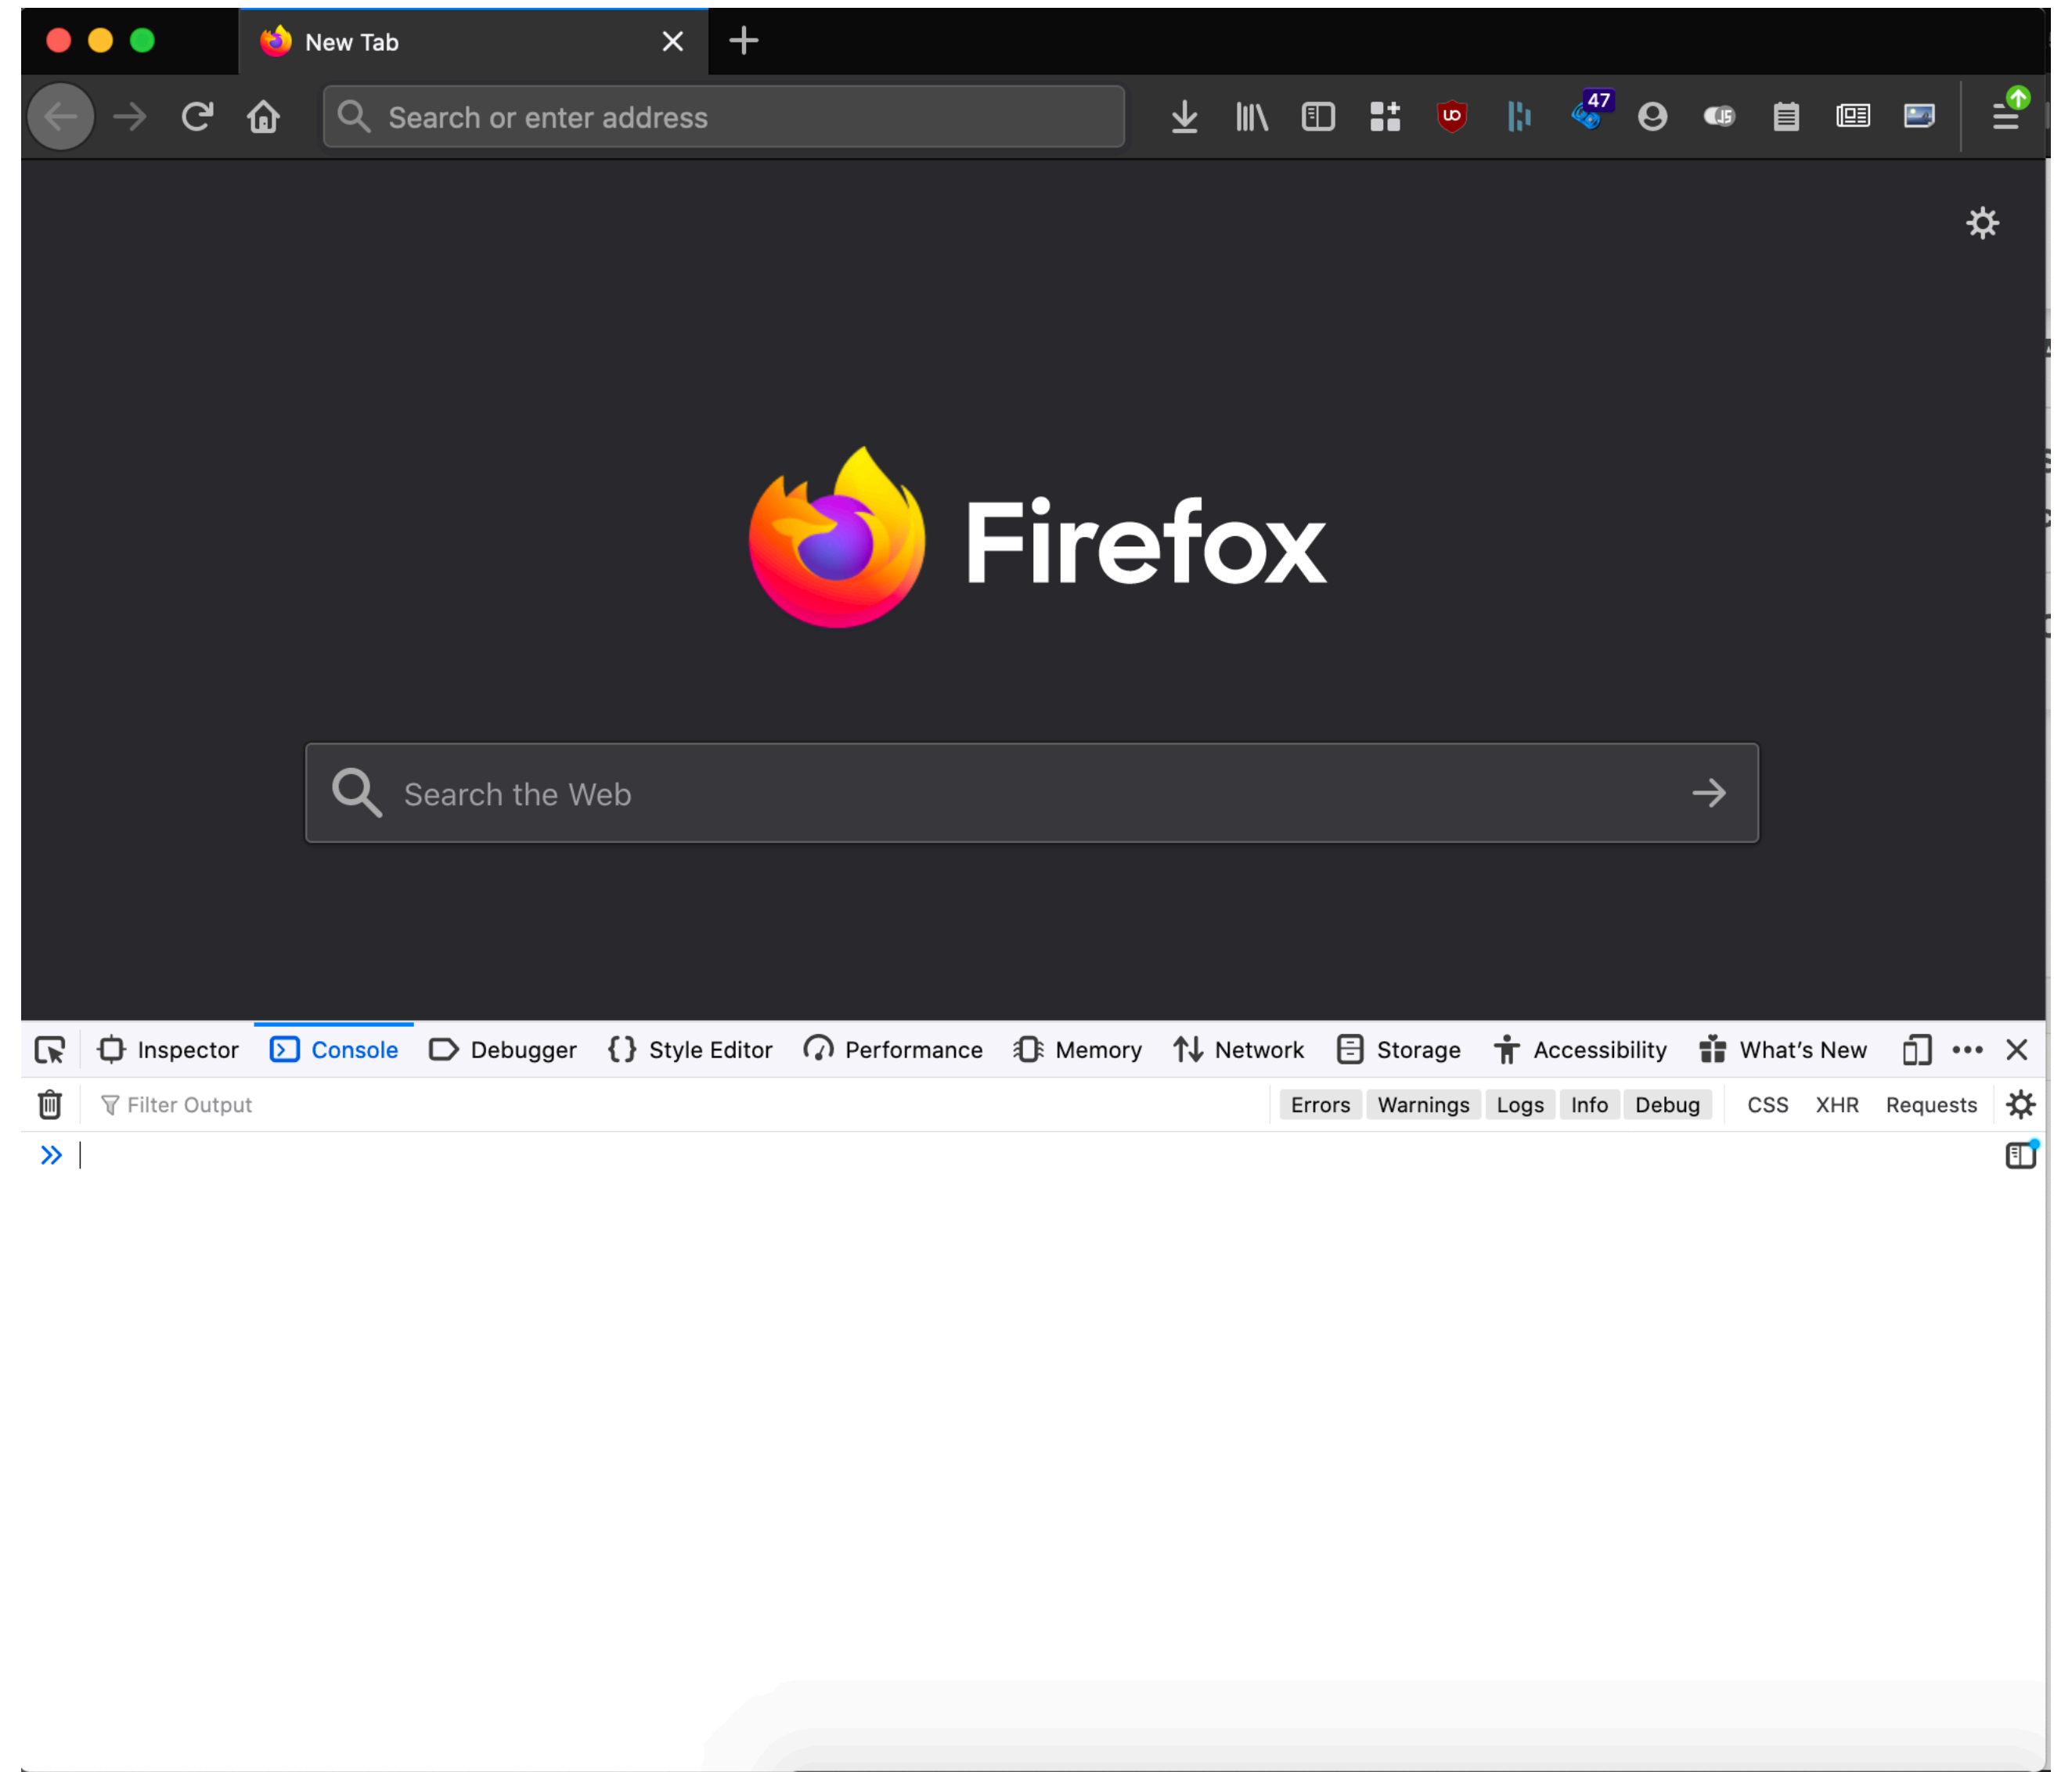 New Tab
Search or enter address
47
Firefox
Search the Web
Inspector Console Debugger {} Style Editor Performance Memory Network Storage Accessibility What's New
Filter Output Errors Warnings Logs Info Debug CSS XHR Requests